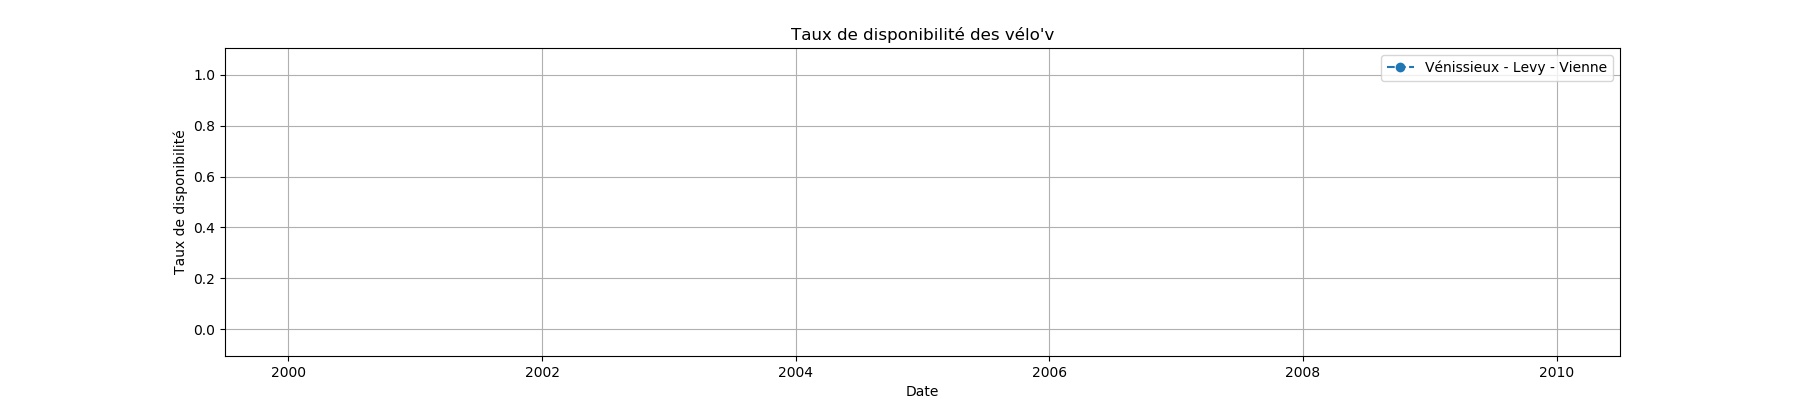 Taux de disponibilité des vélo'v
Vénissieux - Levy - Vienne
Taux de disponibilité
1.0
0.8
0.6
0.4
0.2
0.0
2000 2002 2004 2006 2008 2010
Date